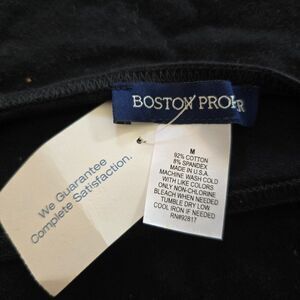 BOSTON PROPER
M
92% COTTON
8% SPANDEX
MADE IN U.S.A.
MACHINE WASH COLD
WITH LIKE COLORS
ONLY NON-CLORINE
BLEACH WHEN NEEDED
TUMBLE DRY LOW
COOL IRON IF NEEDED
RN#92817
We Guarantee
Complete Satisfaction.